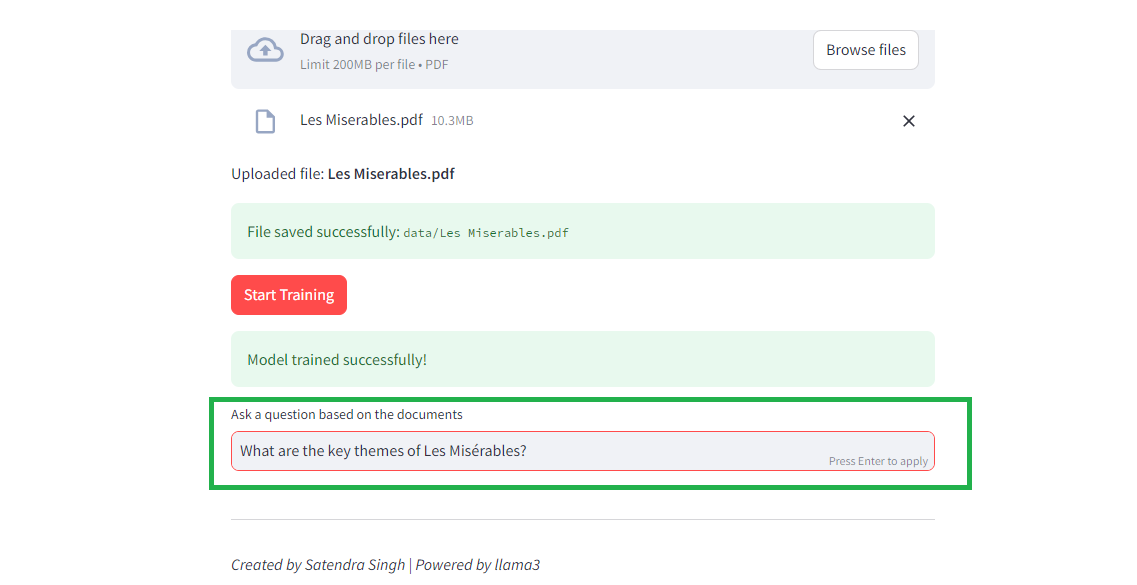 Drag and drop files here
Browse files
Limit 200MB per file • PDF
Les Miserables.pdf 10.3MB
Uploaded file: Les Miserables.pdf
File saved successfully: data/Les Miserables.pdf
Start Training
Model trained successfully!
Ask a question based on the documents
What are the key themes of Les Misérables?
Press Enter to apply
Created by Satendra Singh | Powered by llama3